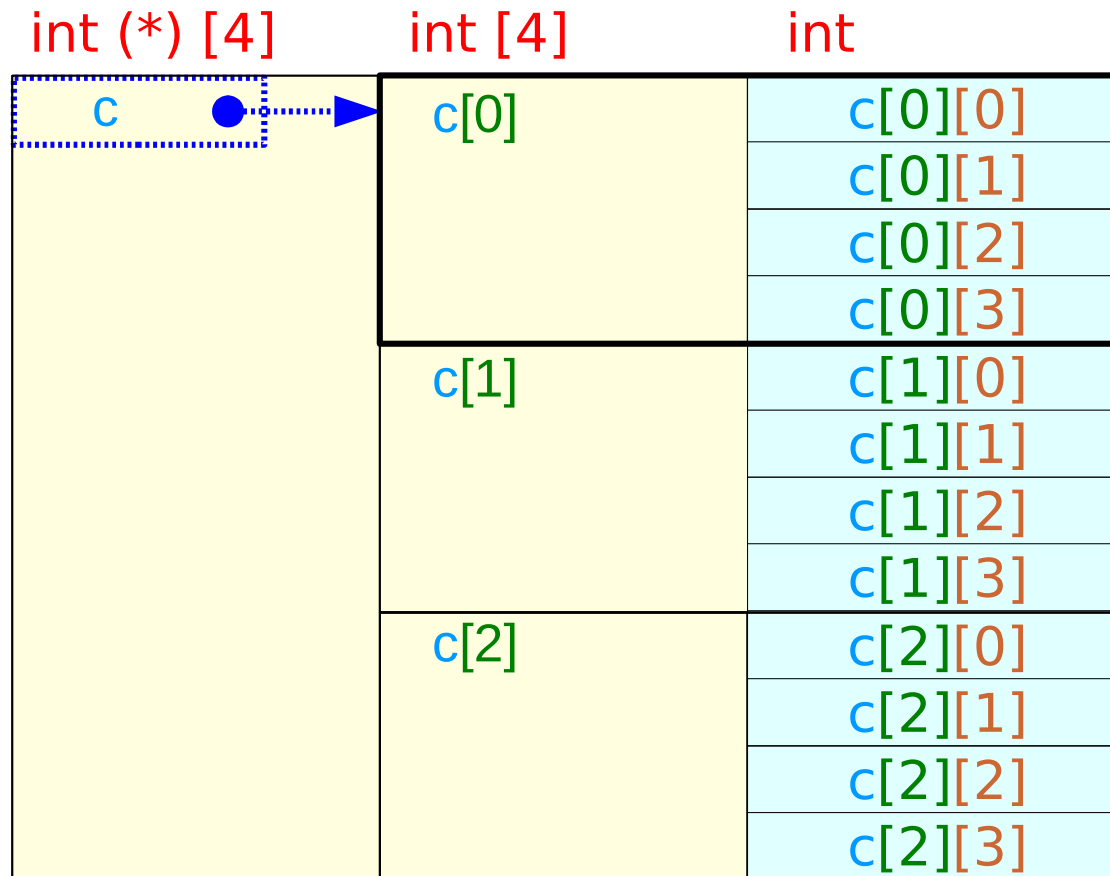 int (*) [4] int [4] int
c c[0] c[0][0]
c[0][1]
c[0][2]
c[0][3]
c[1] c[1][0]
c[1][1]
c[1][2]
c[1][3]
c[2] c[2][0]
c[2][1]
c[2][2]
c[2][3]